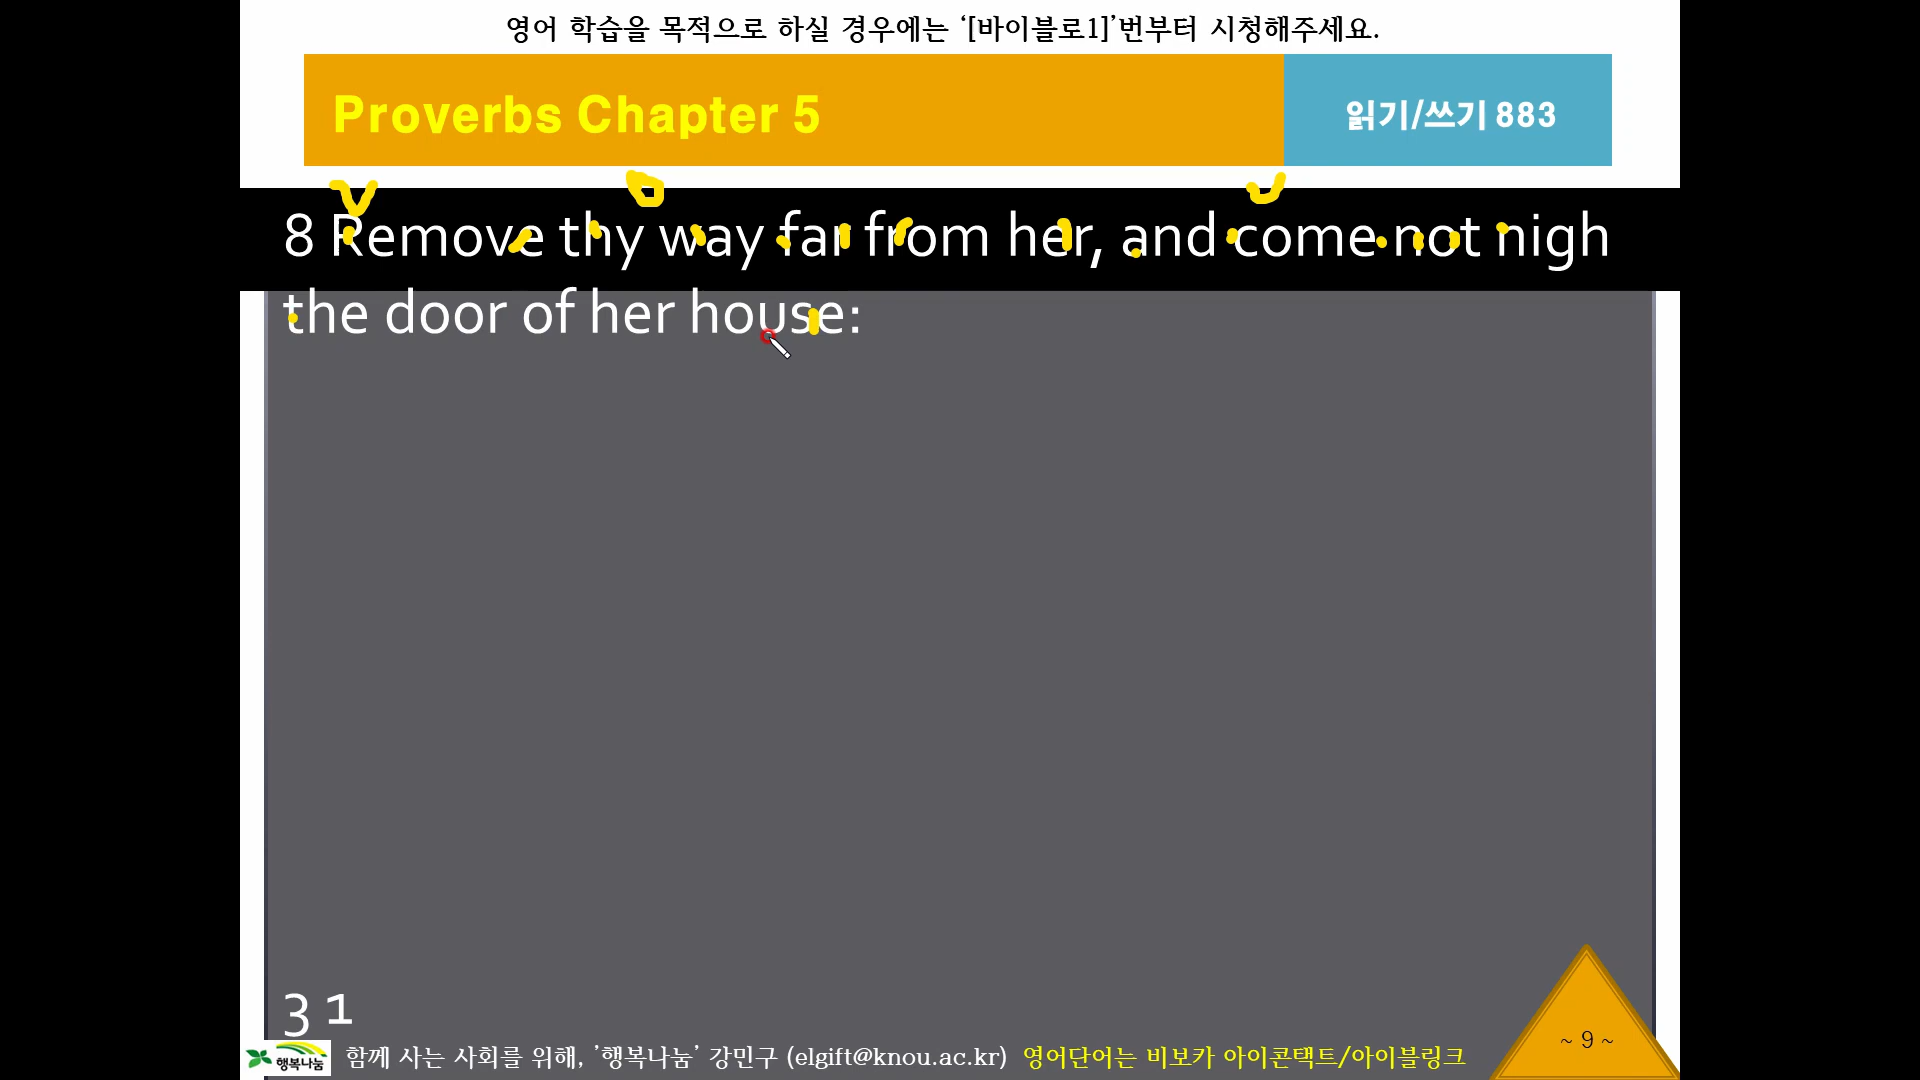 영어 학습을 목적으로 하실 경우에는 ‘[바이블로1]’번부터 시청해주세요.
Proverbs Chapter 5
읽기/쓰기 883
8 Remove thy way far from her, and come not nigh
the door of her house:
3 1
~ 9 ~
행복나눔
함께 사는 사회를 위해, ’행복나눔’ 강민구 (elgift@knou.ac.kr) 영어단어는 비보카 아이콘택트/아이블링크